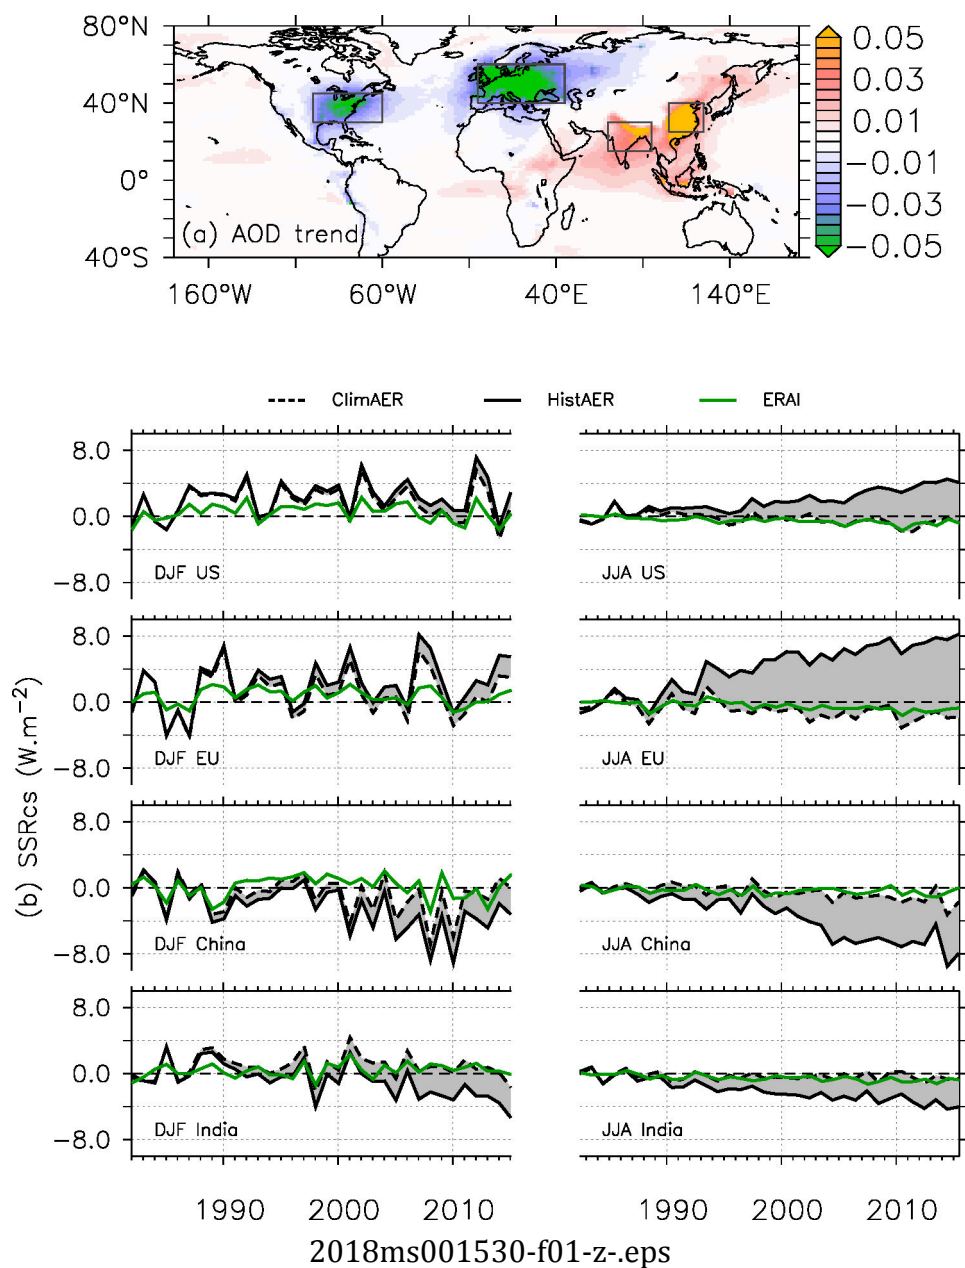 80°N
40°N
0°
40°S
(a) AOD trend
160°W 60°W 40°E 140°E
0.05
0.03
0.01
−0.01
−0.03
−0.05
ClimAER HistAER ERAI
(b) SSRcs (W.m−2)
8.0
0.0
−8.0
DJF US
JJA US
8.0
0.0
−8.0
DJF EU
JJA EU
8.0
0.0
−8.0
DJF China
JJA China
8.0
0.0
−8.0
DJF India
JJA India
1990 2000 2010 1990 2000 2010
2018ms001530-f01-z-.eps